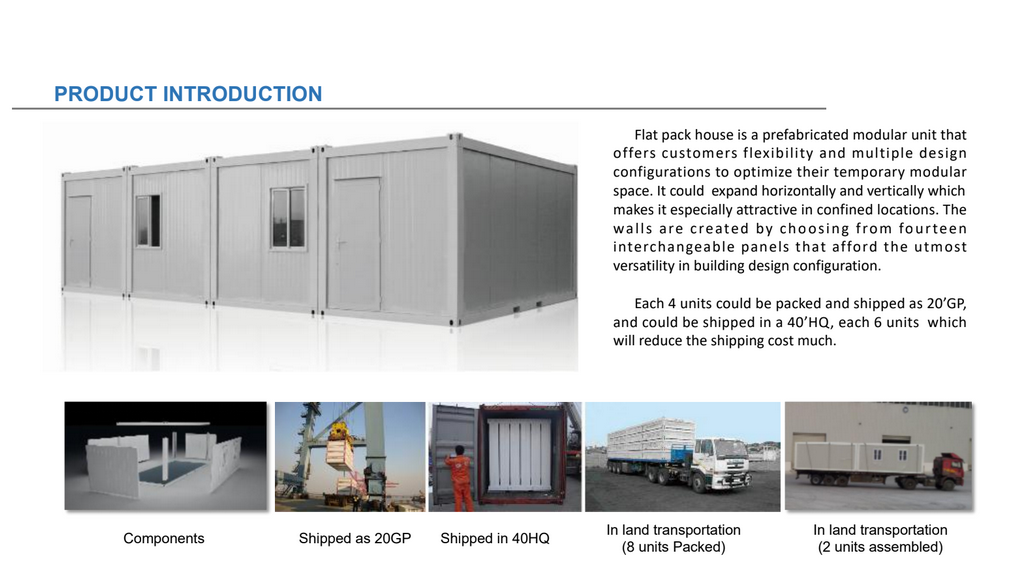 PRODUCT INTRODUCTION
Flat pack house is a prefabricated modular unit that
offers customers flexibility and multiple design
configurations to optimize their temporary modular
space. It could  expand horizontally and vertically which
makes it especially attractive in confined locations. The
walls are created by choosing from fourteen
interchangeable panels that afford the utmost
versatility in building design configuration.
Each 4 units could be packed and shipped as 20’GP,
and could be shipped in a 40’HQ, each 6 units  which
will reduce the shipping cost much.
Components
Shipped as 20GP
Shipped in 40HQ
In land transportation
(8 units Packed)
In land transportation
(2 units assembled)